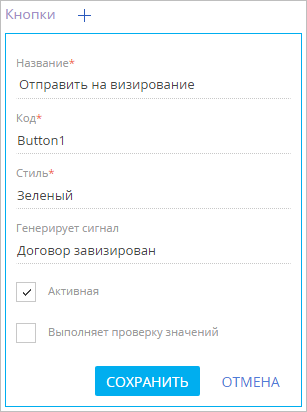 Кнопки +
Название*
Отправить на визирование
Код*
Button1
Стиль*
Зеленый
Генерирует сигнал
Договор завизирован
Активная
Выполняет проверку значений
СОХРАНИТЬ ОТМЕНА